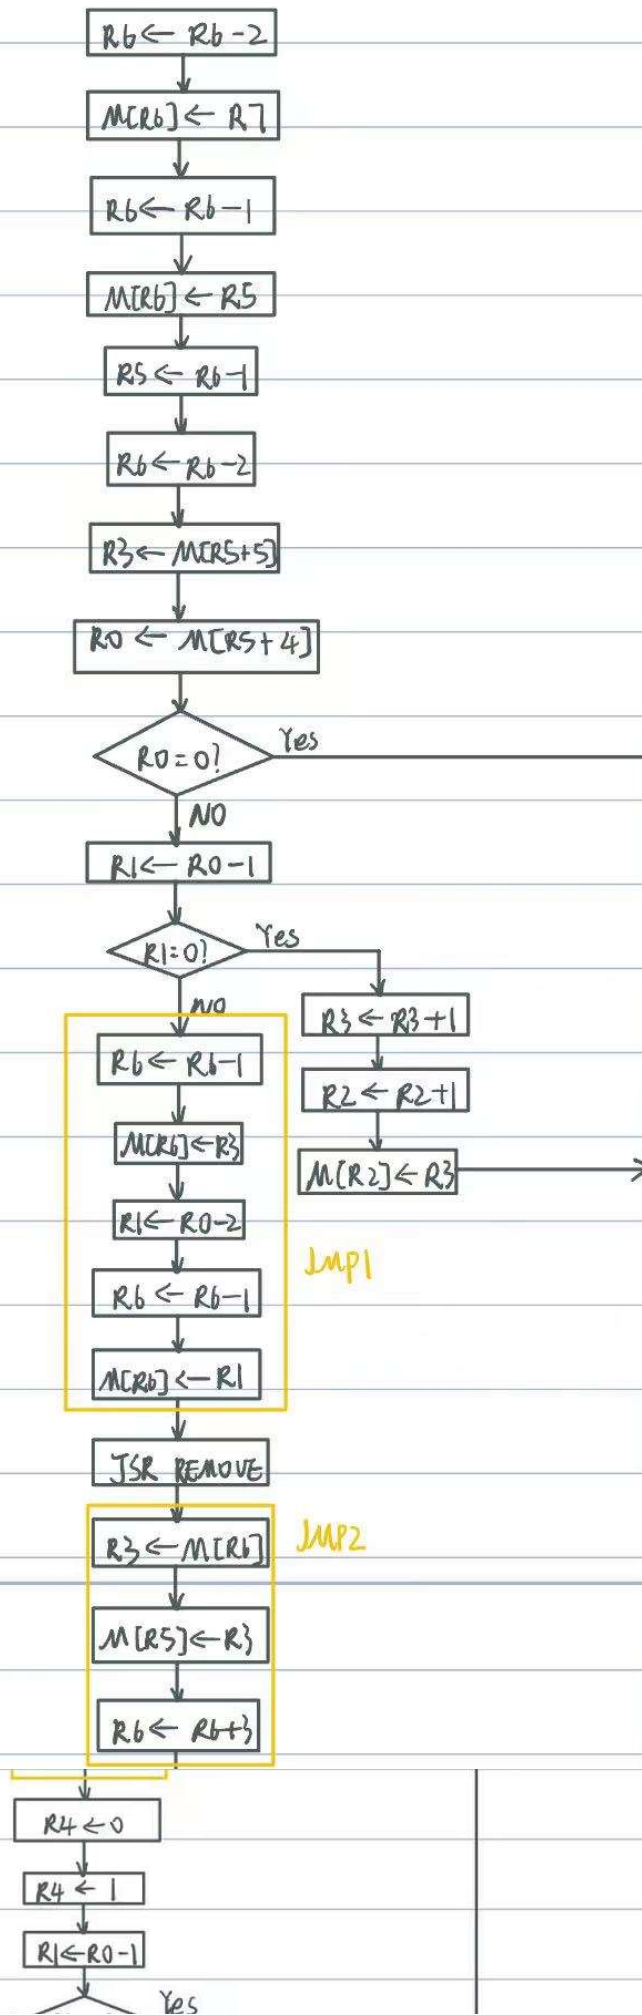 R6 ← R6-2
M[R6] ← R7
R6 ← R6-1
M[R6] ← R5
R5 ← R6-1
R6 ← R6-2
R3 ← M[R5+5]
R0 ← M[R5+4]
R0=0?
Yes
NO
R1 ← R0-1
R1=0?
Yes
NO
R3 ← R3+1
R6 ← R6-1
R2 ← R2+1
M[R6] ← R3
M[R2] ← R3
R1 ← R0-2
JMP1
R6 ← R6-1
M[R6] ← R1
JSR REMOVE
JMP2
R3 ← M[R6]
M[R5] ← R3
R6 ← R6+3
R4 ← 0
R4 ← 1
R1 ← R0-1
Yes